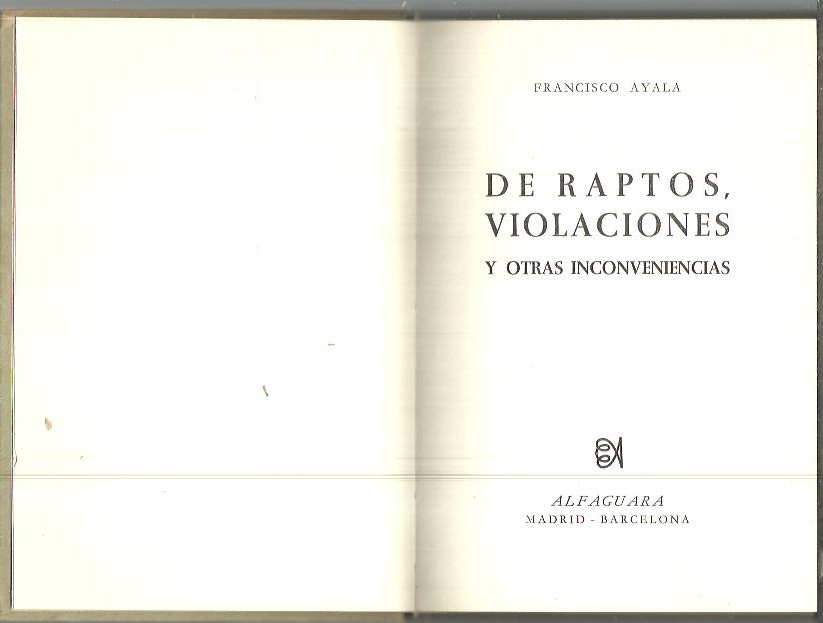 FRANCISCO AYALA
DE RAPTOS,
VIOLACIONES
Y OTRAS INCONVENIENCIAS
ALFAGUARA
MADRID - BARCELONA